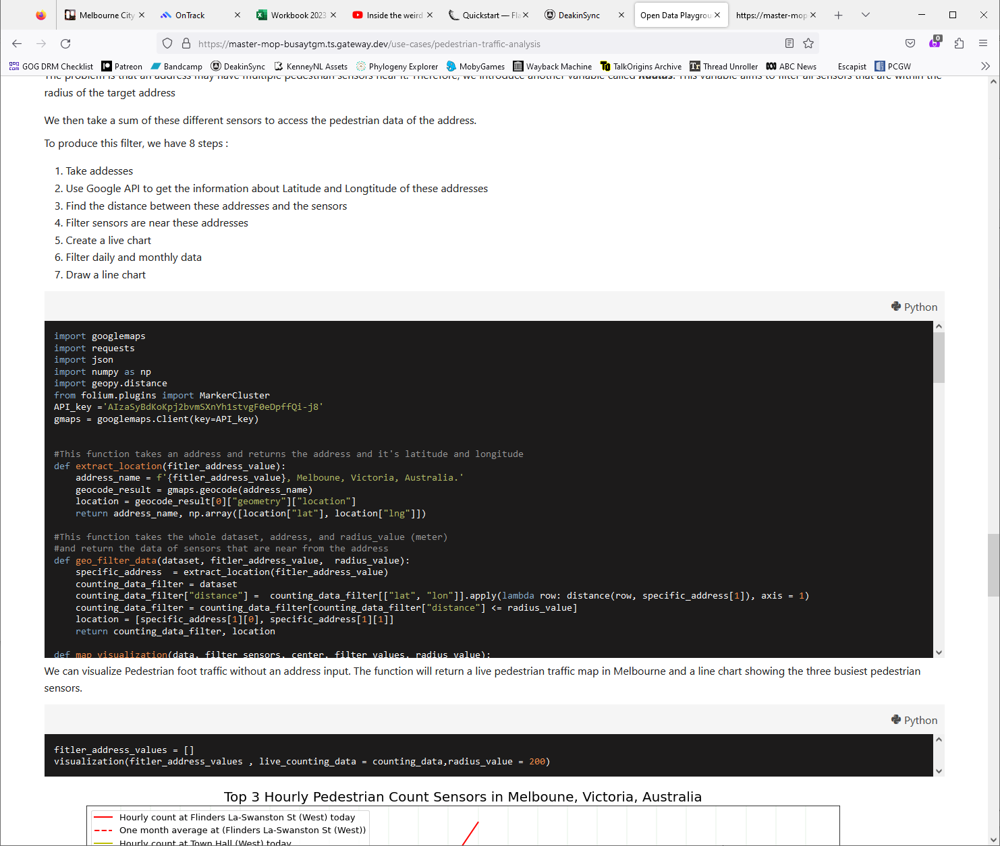 Melbourne City
OnTrack
Workbook 2023
Inside the weird
Quickstart — Fla
DeakinSync
Open Data Playgrou
https://master-mop
https://master-mop-busaytgm.ts.gateway.dev/use-cases/pedestrian-traffic-analysis
0
GOG DRM Checklist
Patreon
Bandcamp
DeakinSync
KenneyNL Assets
Phylogeny Explorer
MobyGames
Wayback Machine
TalkOrigins Archive
Thread Unroller
ABC News
Escapist
PCGW
The problem is that an address may have multiple pedestrian sensors near it. Therefore, we introduce another variable called Radius. This variable aims to filter all sensors that are within the
radius of the target address
We then take a sum of these different sensors to access the pedestrian data of the address.
To produce this filter, we have 8 steps :
1. Take addesses
2. Use Google API to get the information about Latitude and Longtitude of these addresses
3. Find the distance between these addresses and the sensors
4. Filter sensors are near these addresses
5. Create a live chart
6. Filter daily and monthly data
7. Draw a line chart
Python
import googlemaps
import requests
import json
import numpy as np
import geopy.distance
from folium.plugins import MarkerCluster
API_key ='AIzaSyBdKoKpj2bvmSXnYh1stvgF0eDpffQi-j8'
gmaps = googlemaps.Client(key=API_key)
#This function takes an address and returns the address and it's latitude and longitude
def extract_location(fitler_address_value):
    address_name = f'{fitler_address_value}, Melboune, Victoria, Australia.'
    geocode_result = gmaps.geocode(address_name)
    location = geocode_result[0]["geometry"]["location"]
    return address_name, np.array([location["lat"], location["lng"]])
#This function takes the whole dataset, address, and radius_value (meter)
#and return the data of sensors that are near from the address
def geo_filter_data(dataset, fitler_address_value,  radius_value):
    specific_address  = extract_location(fitler_address_value)
    counting_data_filter = dataset
    counting_data_filter["distance"] =  counting_data_filter[["lat", "lon"]].apply(lambda row: distance(row, specific_address[1]), axis = 1)
    counting_data_filter = counting_data_filter[counting_data_filter["distance"] <= radius_value]
    location = [specific_address[1][0], specific_address[1][1]]
    return counting_data_filter, location
def map_visualization(data, filter_sensors, center, filter_values, radius_value):
We can visualize Pedestrian foot traffic without an address input. The function will return a live pedestrian traffic map in Melbourne and a line chart showing the three busiest pedestrian
sensors.
Python
fitler_address_values = []
visualization(fitler_address_values , live_counting_data = counting_data,radius_value = 200)
Top 3 Hourly Pedestrian Count Sensors in Melboune, Victoria, Australia
Hourly count at Flinders La-Swanston St (West) today
One month average at (Flinders La-Swanston St (West))
Hourly count at Town Hall (West) today